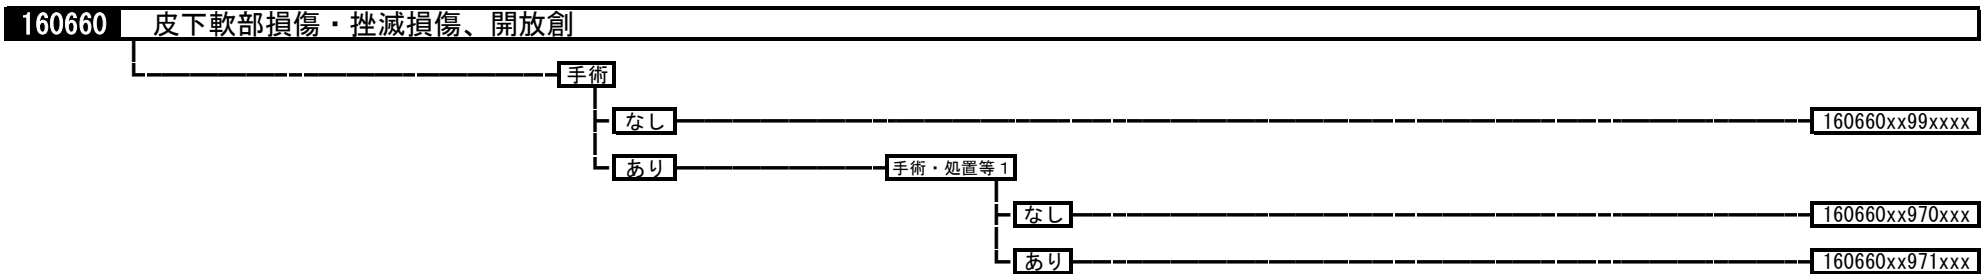 160660 皮下軟部損傷・挫滅損傷、開放創
手術
なし 160660xx99xxxx
あり 手術・処置等1
なし 160660xx970xxx
あり 160660xx971xxx